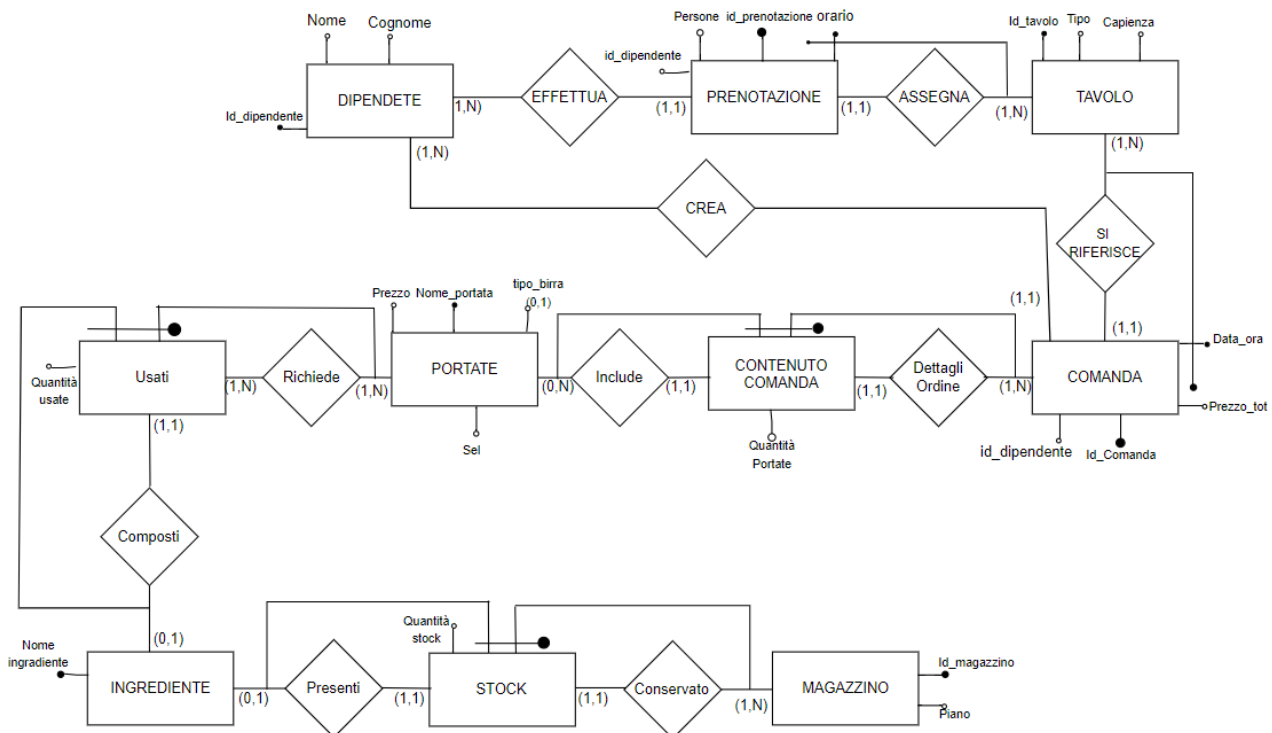 Nome
Cognome
Persone
id_prenotazione
orario
Id_tavolo
Tipo
Capienza
id_dipendente
DIPENDETE
1,N)
EFFETTUA
(1,1)
PRENOTAZIONE
(1,1)
ASSEGNA
(1,N)
TAVOLO
Id_dipendente
(1,N)
(1,N)
CREA
SI
RIFERISCE
Prezzo
Nome_portata
tipo_birra
(0,1)
(1,1)
(1,1)
Data_ora
Quantità
usate
Usati
(1,N)
Richiede
(1,N)
PORTATE
(0,N)
Include
(1,1)
CONTENUTO
COMANDA
(1,1)
Dettagli
Ordine
(1,N)
COMANDA
Prezzo_tot
(1,1)
Sel
Quantità
Portate
id_dipendente
Id_Comanda
Composti
(0,1)
Quantità
stock
Nome
ingradiente
INGREDIENTE
(0,1)
Presenti
(1,1)
STOCK
(1,1)
Conservato
(1,N)
MAGAZZINO
Id_magazzino
Piano